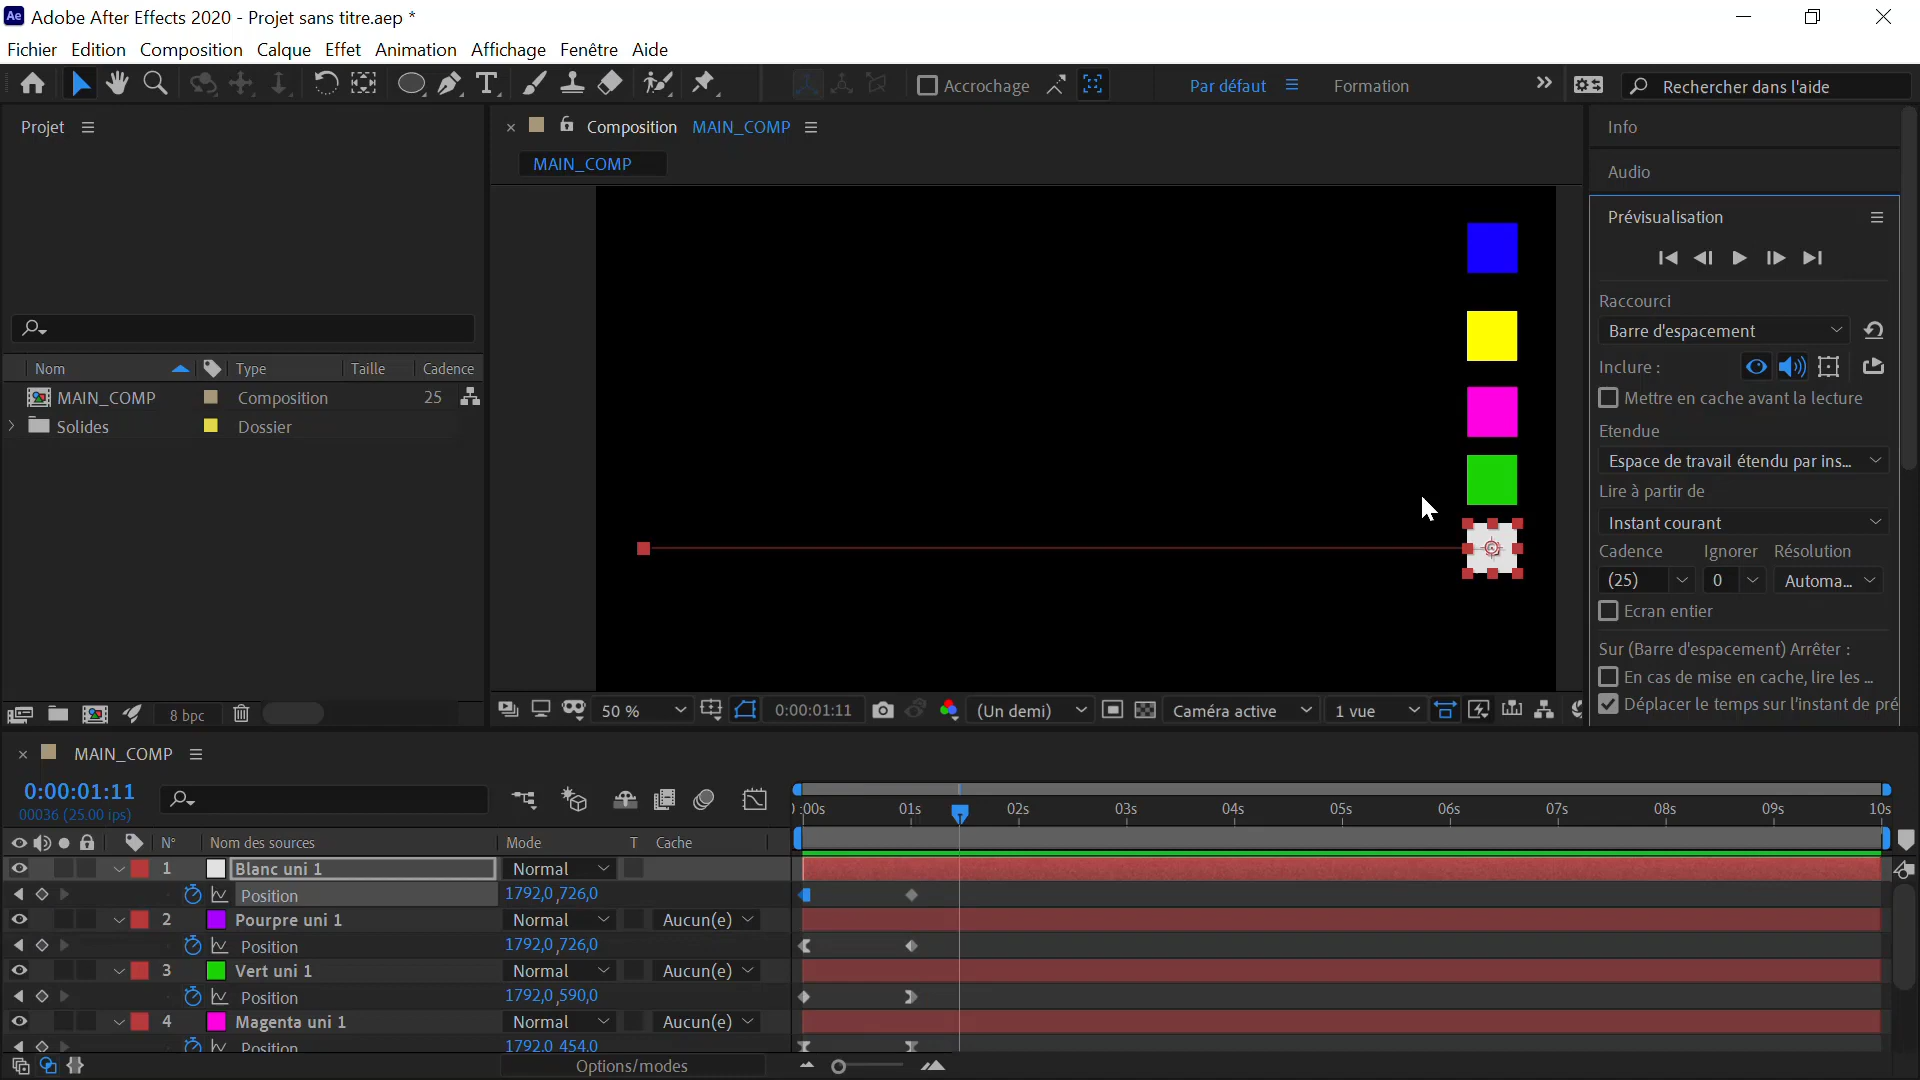 Ae Adobe After Effects 2020 - Projet sans titre.aep *
Fichier Edition Composition Calque Effet Animation Affichage Fenêtre Aide
Accrochage Par défaut Formation Rechercher dans l'aide
Projet
Composition MAIN_COMP
MAIN_COMP
Info
Audio
Prévisualisation
Raccourci
Barre d'espacement
Inclure :
Mettre en cache avant la lecture
Etendue
Espace de travail étendu par ins...
Lire à partir de
Instant courant
Cadence Ignorer Résolution
(25) 0 Automa...
Ecran entier
Sur (Barre d'espacement) Arrêter :
En cas de mise en cache, lire les ...
Déplacer le temps sur l'instant de pré
Nom Type Taille Cadence
MAIN_COMP Composition 25
Solides Dossier
8 bpc
50 % 0:00:01:11 (Un demi) Caméra active 1 vue
MAIN_COMP
0:00:01:11
00036 (25.00 ips)
:00s 01s 02s 03s 04s 05s 06s 07s 08s 09s 10s
N° Nom des sources Mode T Cache
1 Blanc uni 1 Normal
Position 1792,0,726,0
2 Pourpre uni 1 Normal Aucun(e)
Position 1792,0,726,0
3 Vert uni 1 Normal Aucun(e)
Position 1792,0,590,0
4 Magenta uni 1 Normal Aucun(e)
Position 1792,0,454,0
Options/modes